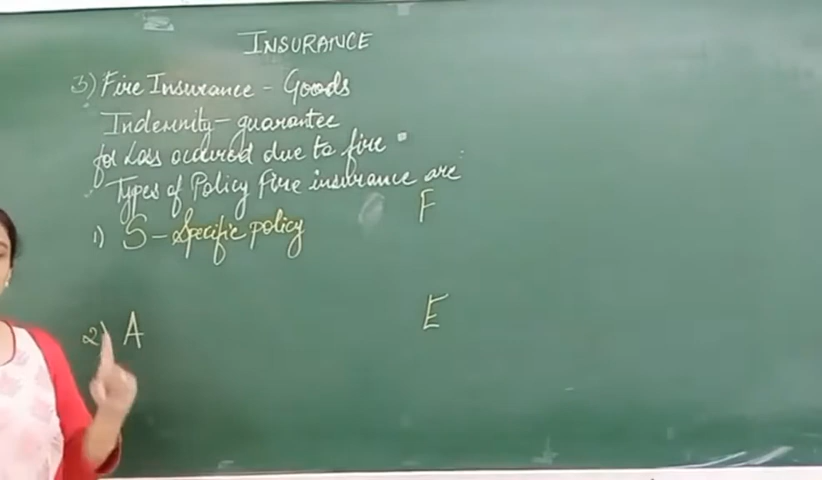 INSURANCE
3) Fire Insurance - Goods
Indemnity - guarantee
for Loss occured due to fire
Types of Policy fire insurance are
1) S - Specific policy
F
2) A
E